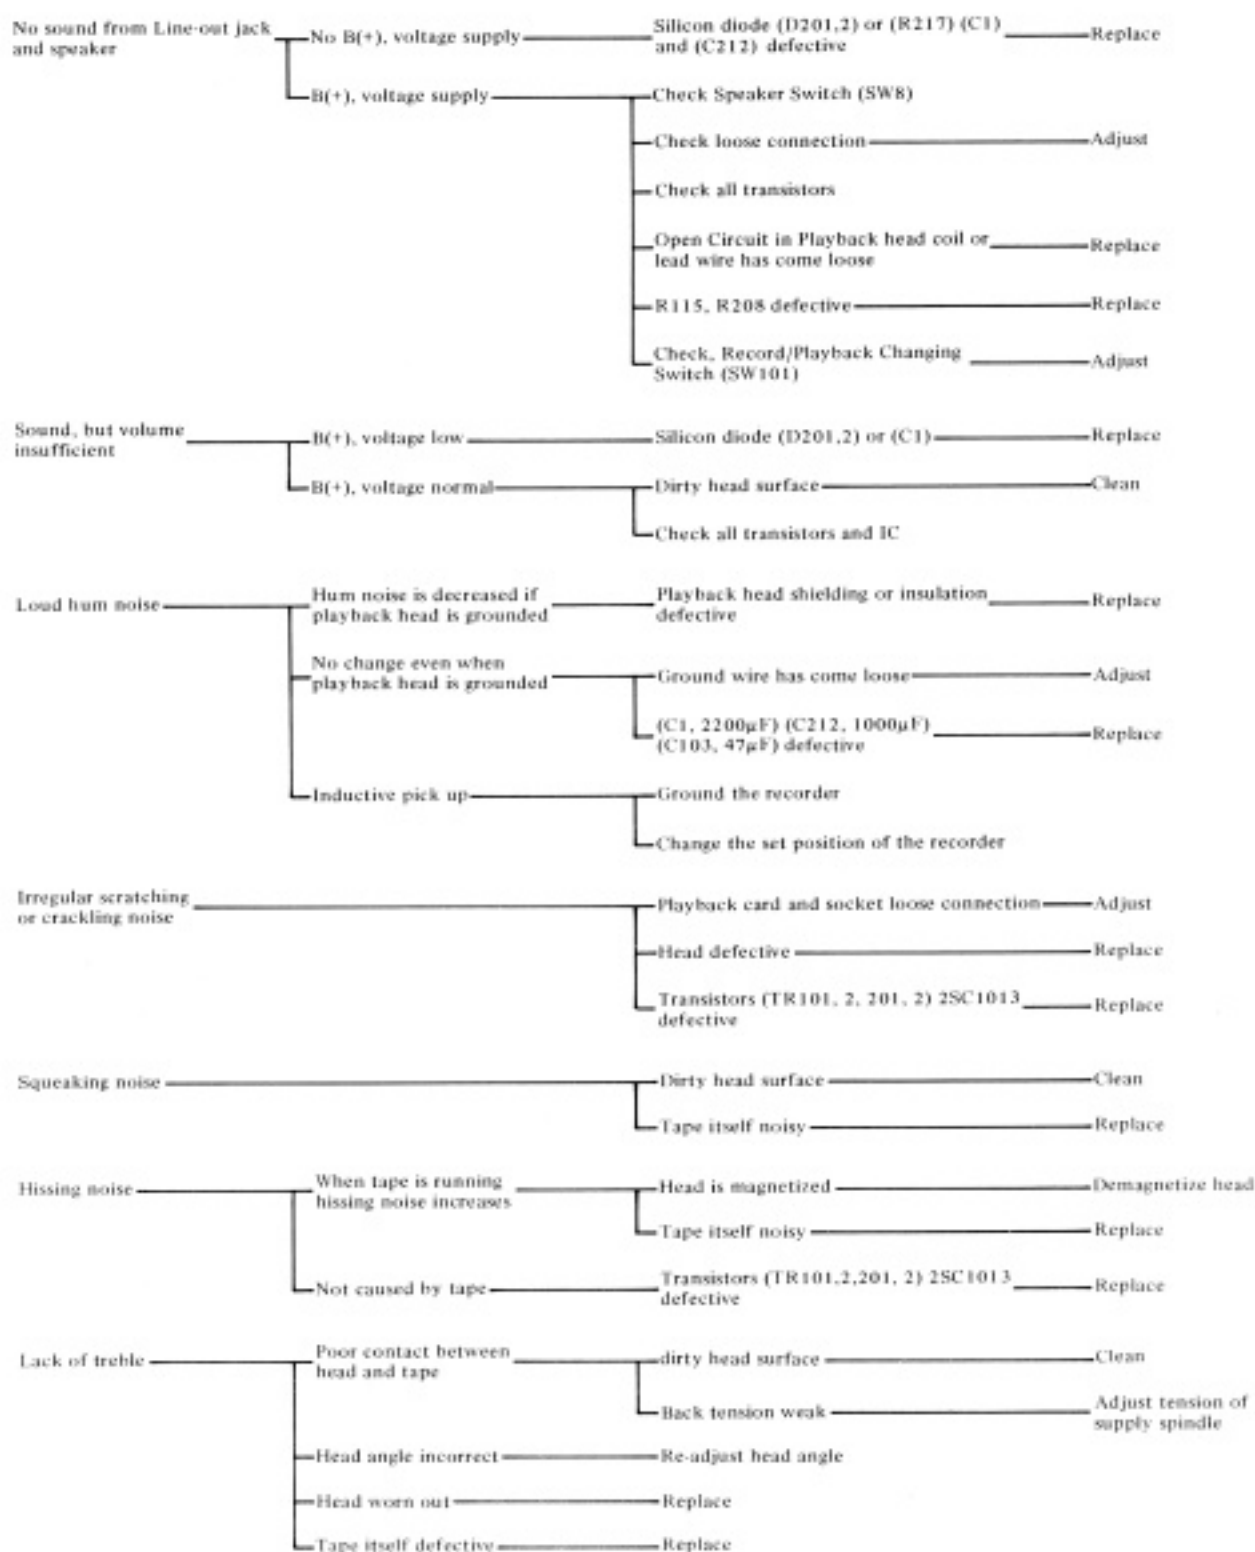 No sound from Line-out jack
and speaker
No B(+), voltage supply
Silicon diode (D201,2) or (R217) (C1)
and (C212) defective
Replace
B(+), voltage supply
Check Speaker Switch (SW8)
Check loose connection
Adjust
Check all transistors
Open Circuit in Playback head coil or
lead wire has come loose
Replace
R115, R208 defective
Replace
Check, Record/Playback Changing
Switch (SW101)
Adjust
Sound, but volume
insufficient
B(+), voltage low
Silicon diode (D201,2) or (C1)
Replace
B(+), voltage normal
Dirty head surface
Clean
Check all transistors and IC
Loud hum noise
Hum noise is decreased if
playback head is grounded
Playback head shielding or insulation
defective
Replace
No change even when
playback head is grounded
Ground wire has come loose
Adjust
(C1, 2200μF) (C212, 1000μF)
(C103, 47μF) defective
Replace
Inductive pick up
Ground the recorder
Change the set position of the recorder
Irregular scratching
or crackling noise
Playback card and socket loose connection
Adjust
Head defective
Replace
Transistors (TR101, 2, 201, 2) 2SC1013
defective
Replace
Squeaking noise
Dirty head surface
Clean
Tape itself noisy
Replace
Hissing noise
When tape is running
hissing noise increases
Head is magnetized
Demagnetize head
Tape itself noisy
Replace
Not caused by tape
Transistors (TR101,2,201, 2) 2SC1013
defective
Replace
Lack of treble
Poor contact between
head and tape
dirty head surface
Clean
Back tension weak
Adjust tension of
supply spindle
Head angle incorrect
Re-adjust head angle
Head worn out
Replace
Tape itself defective
Replace